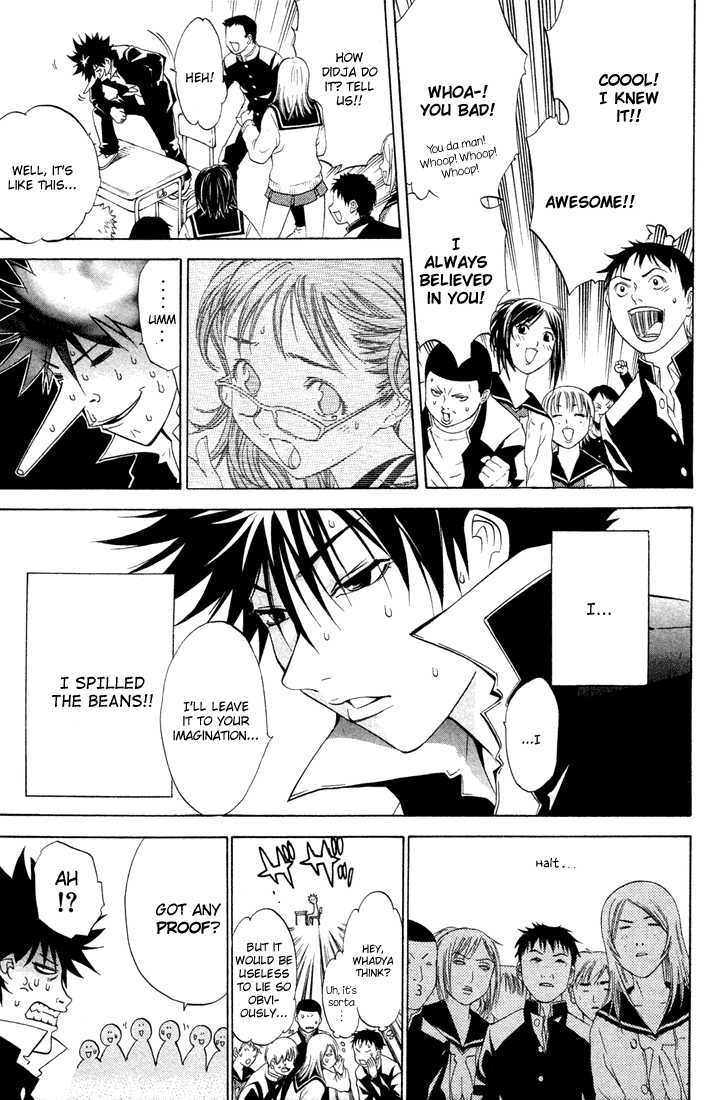 COOOL!
I KNEW
IT!!
WHOA-!
YOU BAD!
You da man!
Whoop! Whoop!
Whoop!
AWESOME!!
I
ALWAYS
BELIEVED
IN YOU!
HOW
DIDJA DO
IT? TELL
US!!
HEH!
WELL, IT'S
LIKE THIS...
...
UMM
...
I...
...I
I'LL LEAVE
IT TO YOUR
IMAGINATION...
I SPILLED
THE BEANS!!
Halt...
ザザ
HEY,
WHADYA
THINK?
Uh, it's
sorta
BUT IT
WOULD BE
USELESS
TO LIE SO
OBVI-
OUSLY...
GOT ANY
PROOF?
AH
!?